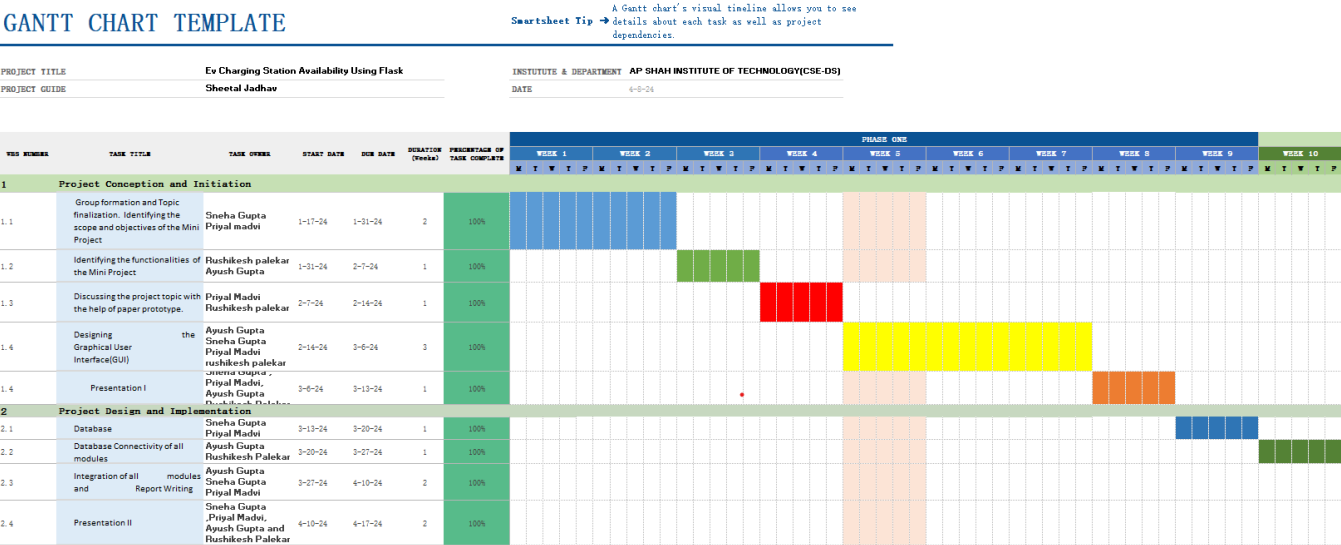 GANTT CHART TEMPLATE
Smartsheet Tip ➔
A Gantt chart's visual timeline allows you to see
details about each task as well as project
dependencies.
PROJECT TITLE Ev Charging Station Availability Using Flask INSTUTUTE & DEPARTMENT AP SHAH INSTITUTE OF TECHNOLOGY(CSE-DS)
PROJECT GUIDE Sheetal Jadhav DATE 4-8-24
WBS NUMBER TASK TITLE TASK OWNER START DATE DUE DATE DURATION (Weeks) PERCENTAGE OF TASK COMPLETE
PHASE ONE
WEEK 1 WEEK 2 WEEK 3 WEEK 4 WEEK 5 WEEK 6 WEEK 7 WEEK 8 WEEK 9 WEEK 10
M T W T F M T W T F M T W T F M T W T F M T W T F M T W T F M T W T F M T W T F M T W T F M T W T F
1 Project Conception and Initiation
1.1
Group formation and Topic
finalization. Identifying the
scope and objectives of the Mini
Project
Sneha Gupta
Priyal madvi
1-17-24 1-31-24 2 100%
1.2
Identifying the functionalities of
the Mini Project
Rushikesh palekar
Ayush Gupta
1-31-24 2-7-24 1 100%
1.3
Discussing the project topic with
the help of paper prototype.
Priyal Madvi
Rushikesh palekar
2-7-24 2-14-24 1 100%
1.4
Designing the
Graphical User
Interface(GUI)
Ayush Gupta
Sneha Gupta
Priyal Madvi
rushikesh palekar
2-14-24 3-6-24 3 100%
1.4
Presentation I
Sneha Gupta ,
Priyal Madvi,
Ayush Gupta
Rushikesh Palekar
3-6-24 3-13-24 1 100%
2 Project Design and Implementation
2.1
Database
Sneha Gupta
Priyal Madvi
3-13-24 3-20-24 1 100%
2.2
Database Connectivity of all
modules
Ayush Gupta
Rushikesh Palekar
3-20-24 3-27-24 1 100%
2.3
Integration of all modules
and Report Writing
Ayush Gupta
Sneha Gupta
Priyal Madvi
3-27-24 4-10-24 2 100%
2.4
Presentation II
Sneha Gupta
,Priyal Madvi,
Ayush Gupta and
Rushikesh Palekar
4-10-24 4-17-24 2 100%